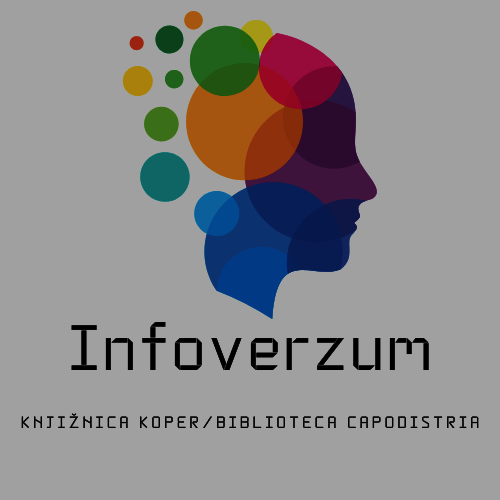 Infoverzum
KNJIŽNICA KOPER/BIBLIOTECA CAPODISTRIA